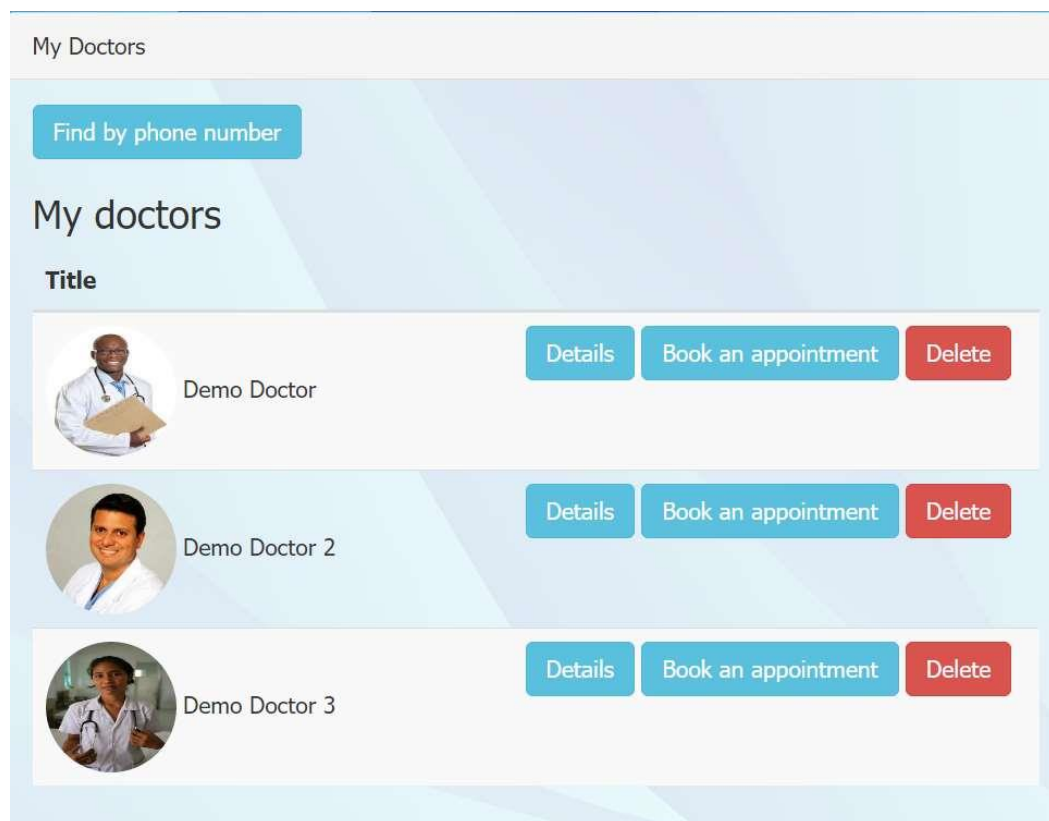 My Doctors
Find by phone number
My doctors
Title
Demo Doctor Details Book an appointment Delete
Demo Doctor 2 Details Book an appointment Delete
Demo Doctor 3 Details Book an appointment Delete